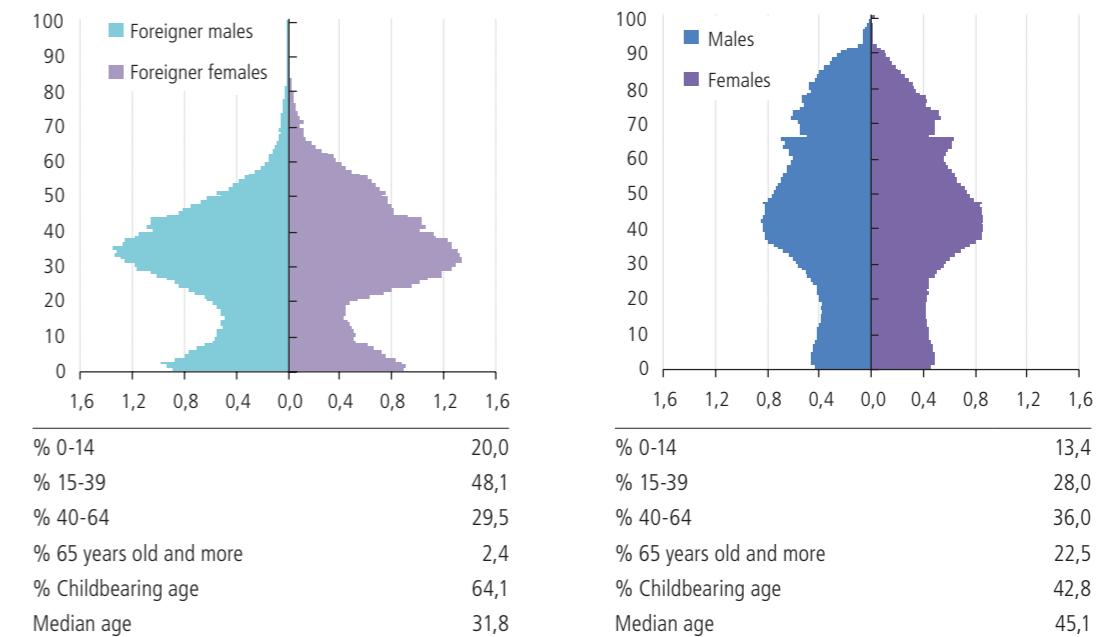 100
90
80
70
60
50
40
30
20
10
0
Foreigner males
Foreigner females
1,6 1,2 0,8 0,4 0,0 0,4 0,8 1,2 1,6
% 0-14 20,0
% 15-39 48,1
% 40-64 29,5
% 65 years old and more 2,4
% Childbearing age 64,1
Median age 31,8
100
90
80
70
60
50
40
30
20
10
0
Males
Females
1,6 1,2 0,8 0,4 0,0 0,4 0,8 1,2 1,6
% 0-14 13,4
% 15-39 28,0
% 40-64 36,0
% 65 years old and more 22,5
% Childbearing age 42,8
Median age 45,1